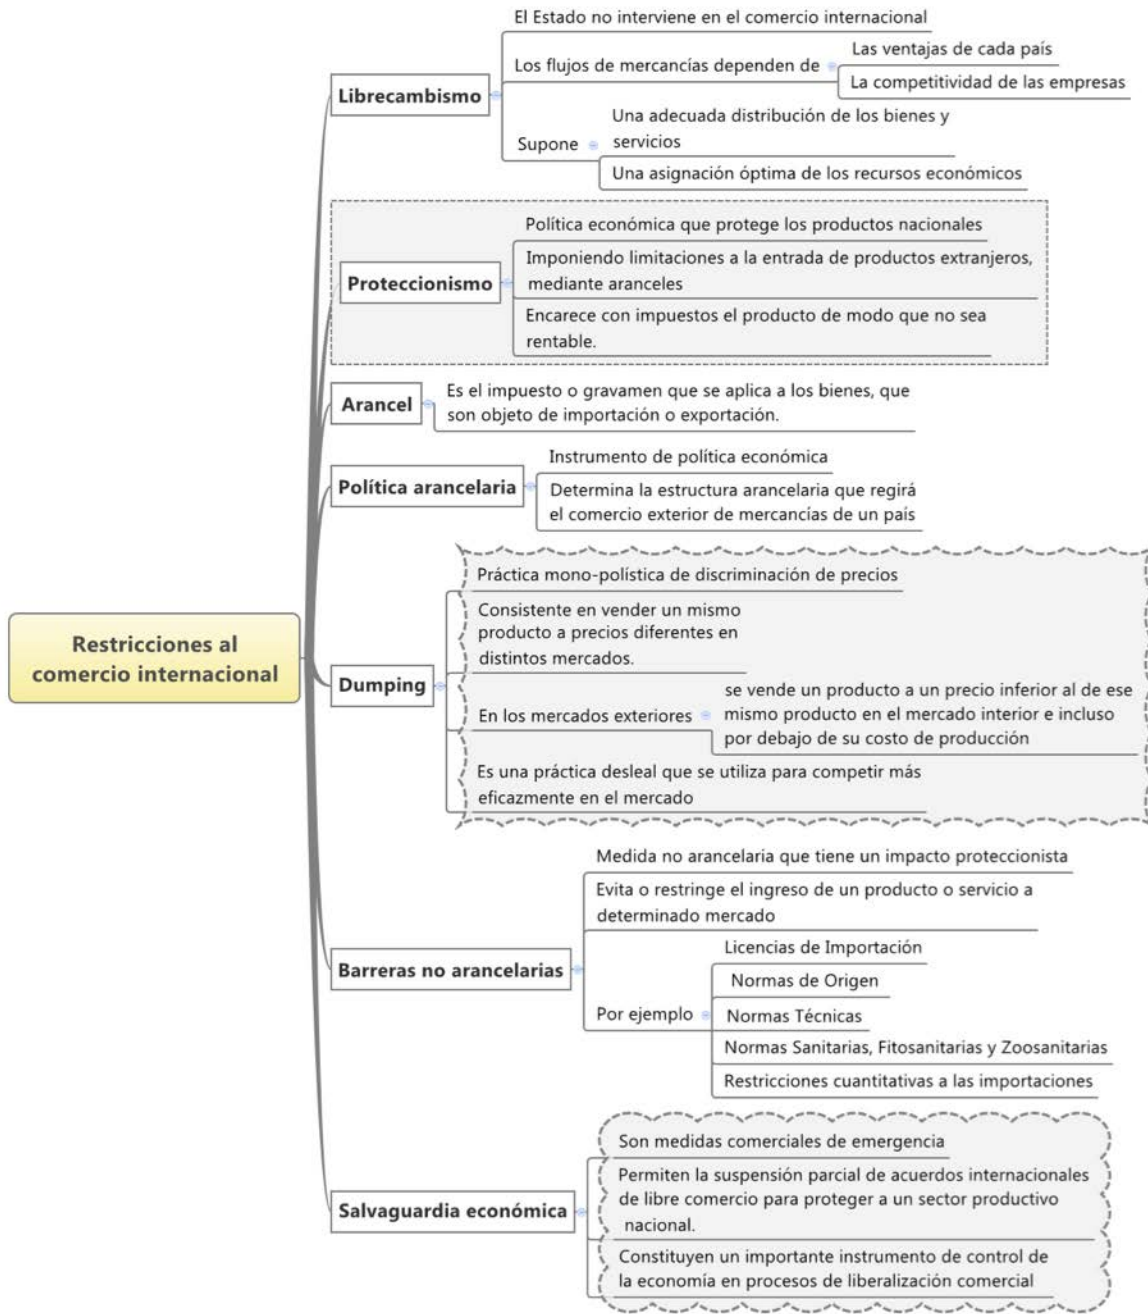 Restricciones al
comercio internacional
Librecambismo
El Estado no interviene en el comercio internacional
Los flujos de mercancías dependen de
Las ventajas de cada país
La competitividad de las empresas
Supone
Una adecuada distribución de los bienes y
servicios
Una asignación óptima de los recursos económicos
Proteccionismo
Política económica que protege los productos nacionales
Imponiendo limitaciones a la entrada de productos extranjeros,
mediante aranceles
Encarece con impuestos el producto de modo que no sea
rentable.
Arancel
Es el impuesto o gravamen que se aplica a los bienes, que
son objeto de importación o exportación.
Política arancelaria
Instrumento de política económica
Determina la estructura arancelaria que regirá
el comercio exterior de mercancías de un país
Dumping
Práctica mono-polística de discriminación de precios
Consistente en vender un mismo
producto a precios diferentes en
distintos mercados.
En los mercados exteriores
se vende un producto a un precio inferior al de ese
mismo producto en el mercado interior e incluso
por debajo de su costo de producción
Es una práctica desleal que se utiliza para competir más
eficazmente en el mercado
Barreras no arancelarias
Medida no arancelaria que tiene un impacto proteccionista
Evita o restringe el ingreso de un producto o servicio a
determinado mercado
Por ejemplo
Licencias de Importación
Normas de Origen
Normas Técnicas
Normas Sanitarias, Fitosanitarias y Zoosanitarias
Restricciones cuantitativas a las importaciones
Salvaguardia económica
Son medidas comerciales de emergencia
Permiten la suspensión parcial de acuerdos internacionales
de libre comercio para proteger a un sector productivo
nacional.
Constituyen un importante instrumento de control de
la economía en procesos de liberalización comercial